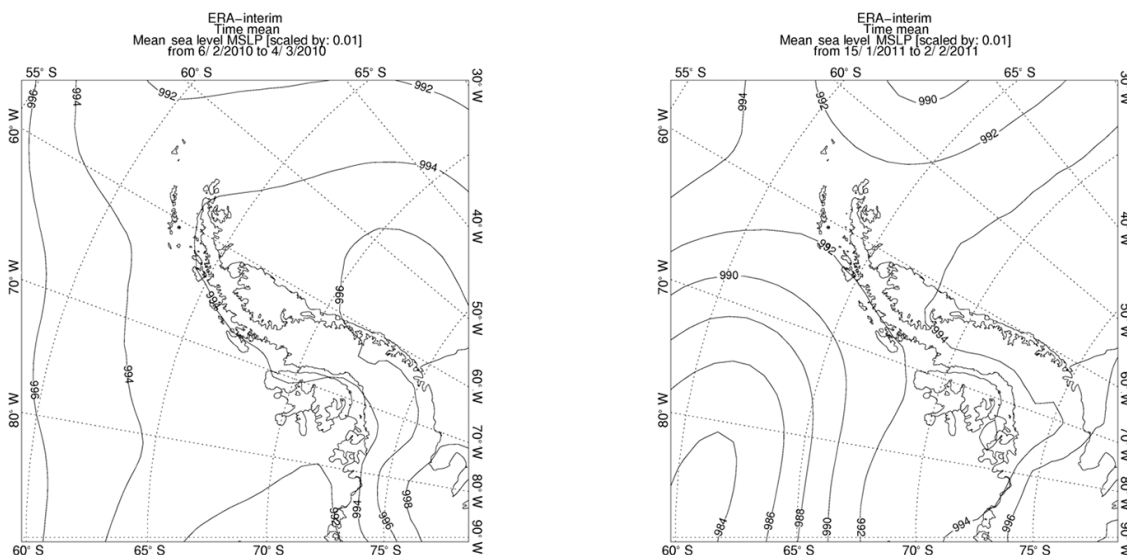 ERA-interim
Time mean
Mean sea level MSLP [scaled by: 0.01]
from 6/ 2/2010 to 4/ 3/2010
55° S 60° S 65° S 30° W
996 994 992 992
60° W
994
40° W
70° W
996
994
50° W
994
996
60° W
80° W
70° W
998
80° W
992 994 996
90° W
60° S 65° S 70° S 75° S
ERA-interim
Time mean
Mean sea level MSLP [scaled by: 0.01]
from 15/ 1/2011 to 2/ 2/2011
55° S 60° S 65° S 30° W
994 992 990
992
60° W
40° W
992
70° W
990
50° W
994
60° W
80° W
70° W
80° W
984 986 988 990 992 994 996
90° W
60° S 65° S 70° S 75° S